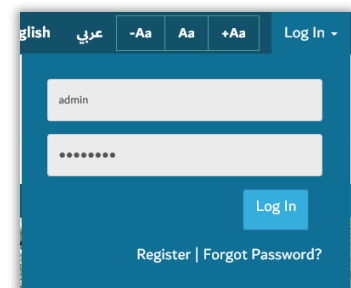 glish عربي -Aa Aa +Aa Log In
admin
••••••••
Log In
Register | Forgot Password?